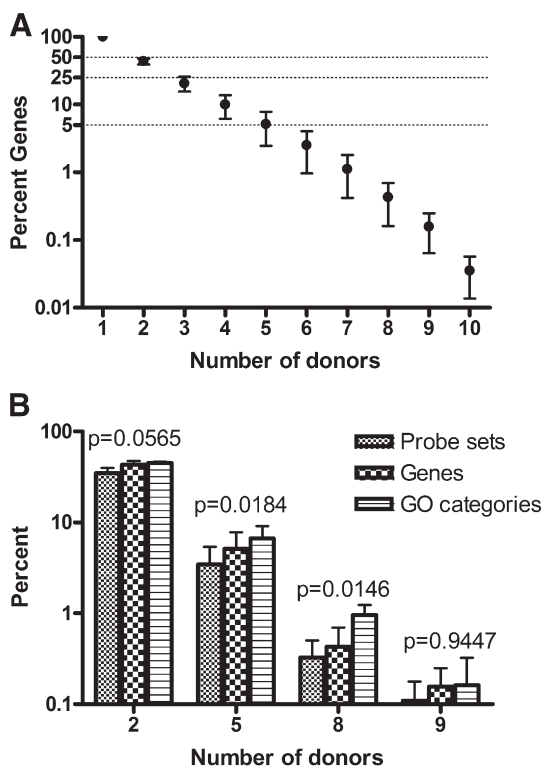 A
100
50
25
10
5
1
0.1
0.01
Percent Genes
1 2 3 4 5 6 7 8 9 10
Number of donors
B
100
10
1
0.1
Percent
p=0.0565
p=0.0184
p=0.0146
p=0.9447
Probe sets
Genes
GO categories
2 5 8 9
Number of donors